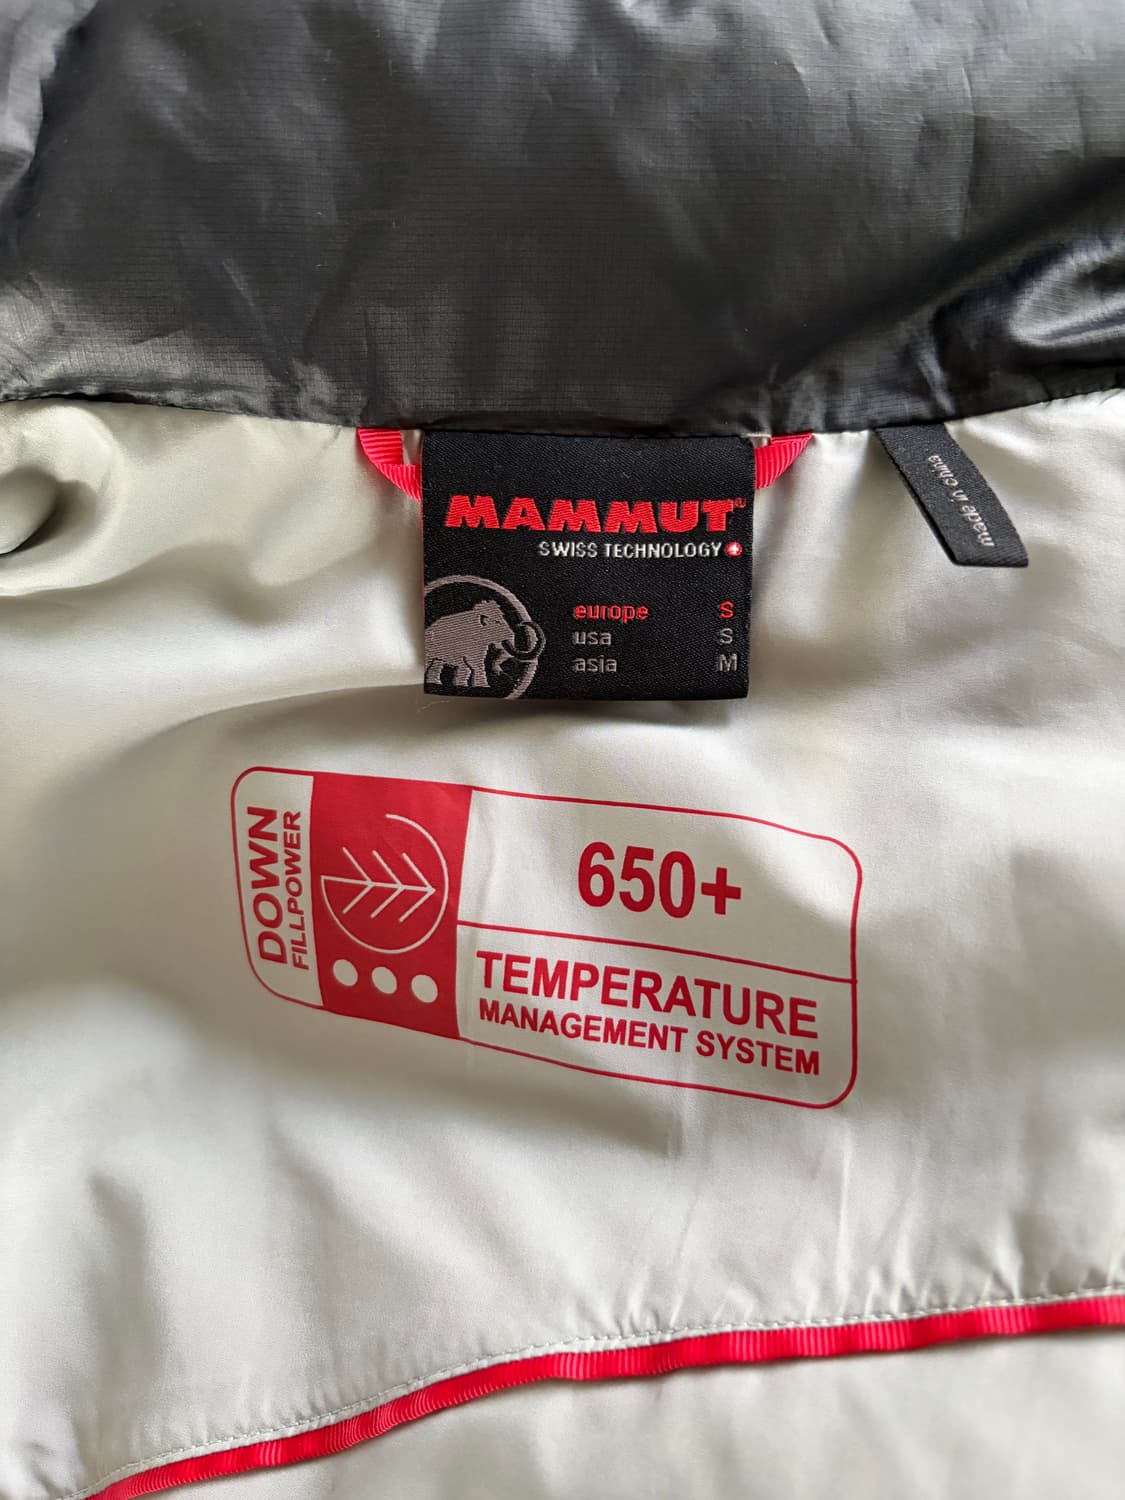 MAMMUT®
SWISS TECHNOLOGY
europe S
usa S
asia M
made in china
DOWN
FILLPOWER
650+
TEMPERATURE
MANAGEMENT SYSTEM